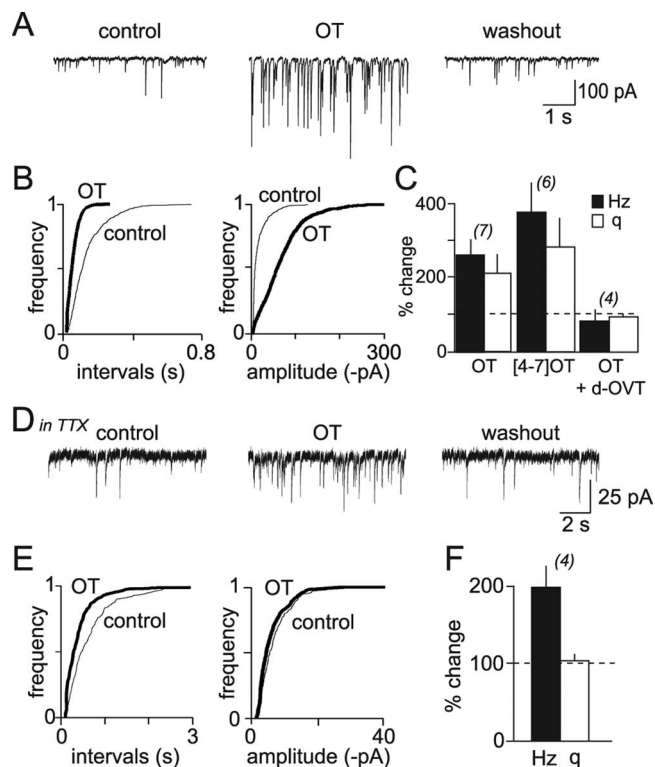 A
control
OT
washout
100 pA
1 s
B
1
frequency
0
OT
control
0
0.8
intervals (s)
1
frequency
0
control
OT
0
300
amplitude (-pA)
C
400
200
0
% change
(7)
(6)
(4)
Hz
q
OT
[4-7]OT
OT
+ d-OVT
D in TTX
control
OT
washout
25 pA
2 s
E
1
frequency
0
OT
control
0
3
intervals (s)
1
frequency
0
OT
control
0
40
amplitude (-pA)
F
200
100
0
% change
(4)
Hz
q